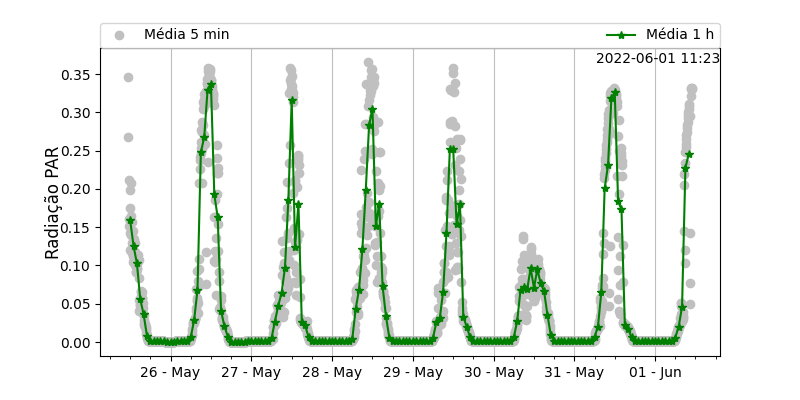 Média 5 min
Média 1 h
2022-06-01 11:23
Radiação PAR
0.35
0.30
0.25
0.20
0.15
0.10
0.05
0.00
26 - May
27 - May
28 - May
29 - May
30 - May
31 - May
01 - Jun